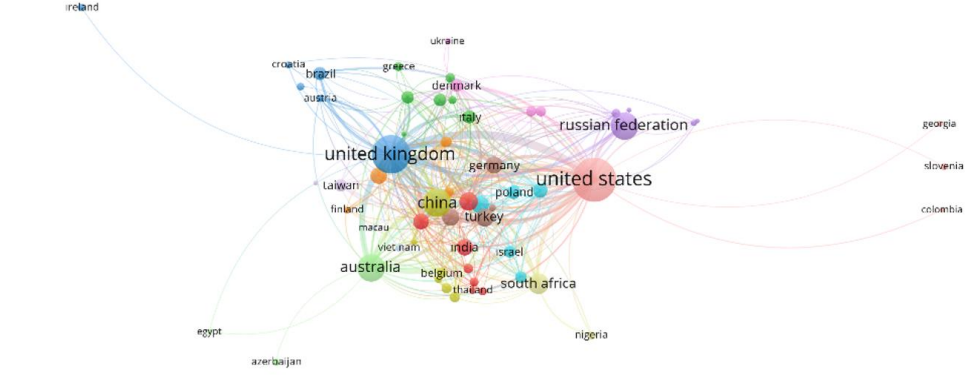 ireland
ukraine
croatia
greece
brazil
denmark
austria
italy
russian federation
georgia
united kingdom
germany
slovenia
united states
taiwan
poland
china
finland
colombia
turkey
macau
vietnam
india
israel
australia
belgium
south africa
thailand
egypt
nigeria
azerbaijan